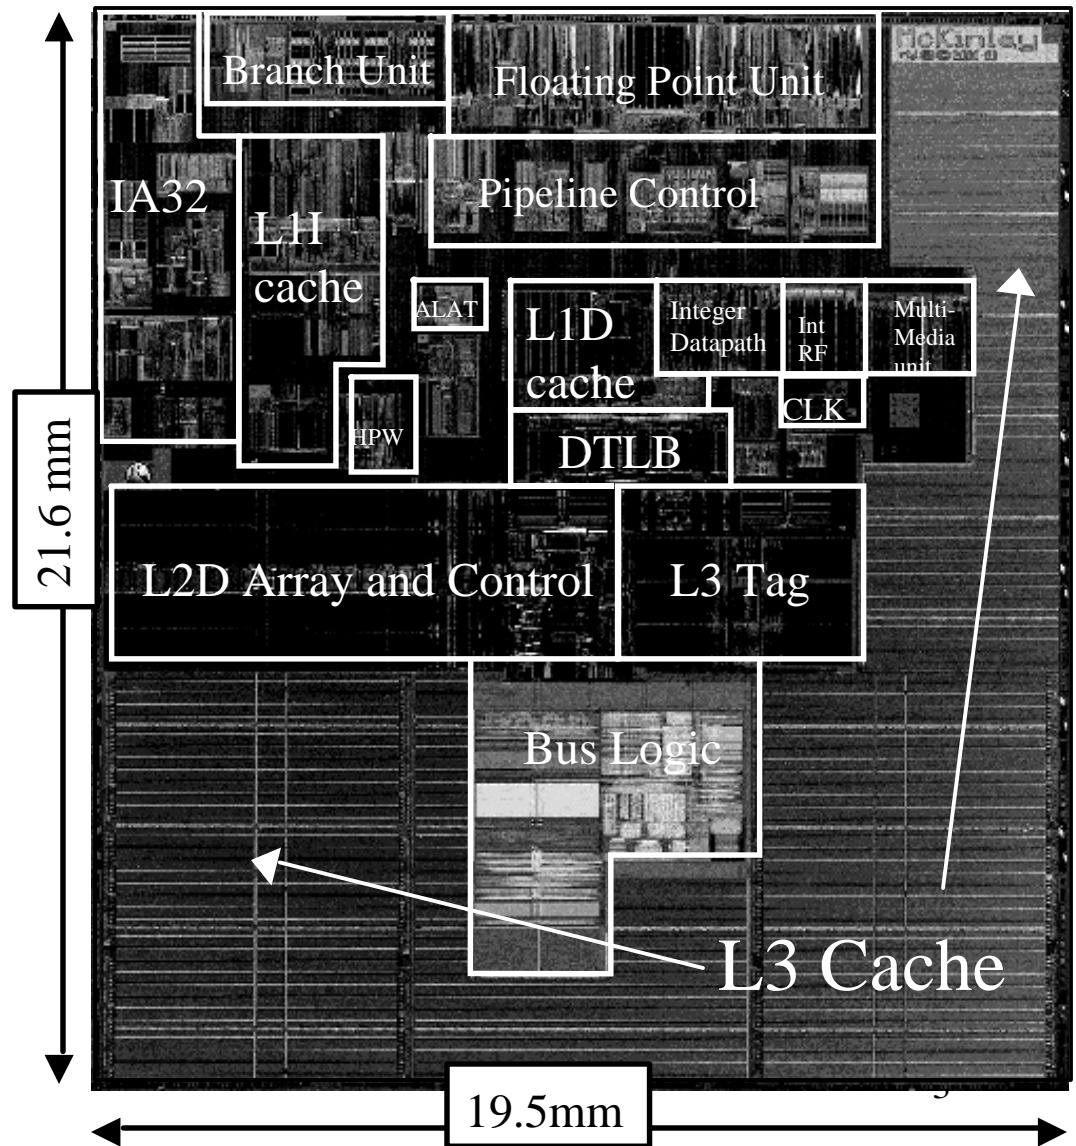 McKinley
Branch Unit
Floating Point Unit
IA32
L1I
cache
Pipeline Control
ALAT
L1D
cache
Integer
Datapath
Int
RF
Multi-
Media
unit
HPW
CLK
DTLB
21.6 mm
L2D Array and Control
L3 Tag
Bus Logic
L3 Cache
19.5mm